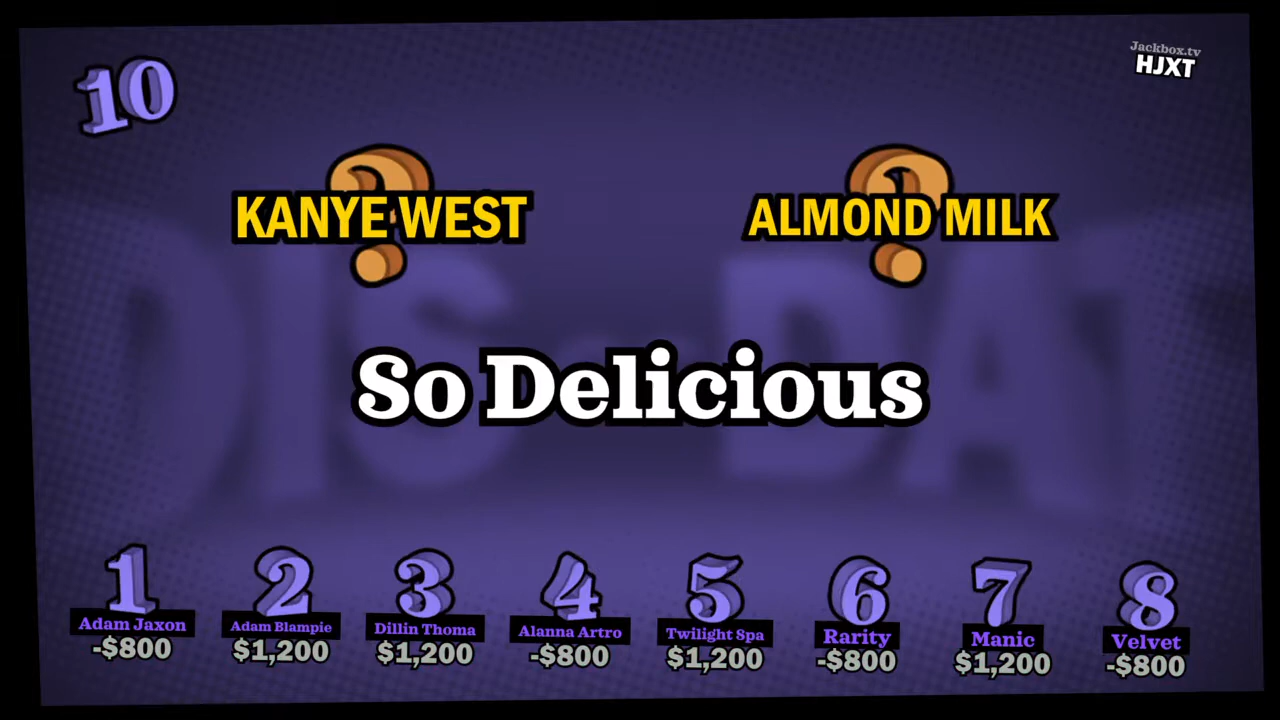 10
Jackbox.tv
HJXT
?
?
KANYE WEST
ALMOND MILK
DIS DAT
So Delicious
1 2 3 4 5 6 7 8
Adam Jaxon Adam Blampie Dillin Thoma Alanna Artro Twilight Spa Rarity Manic Velvet
-$800 $1,200 $1,200 -$800 $1,200 -$800 $1,200 -$800